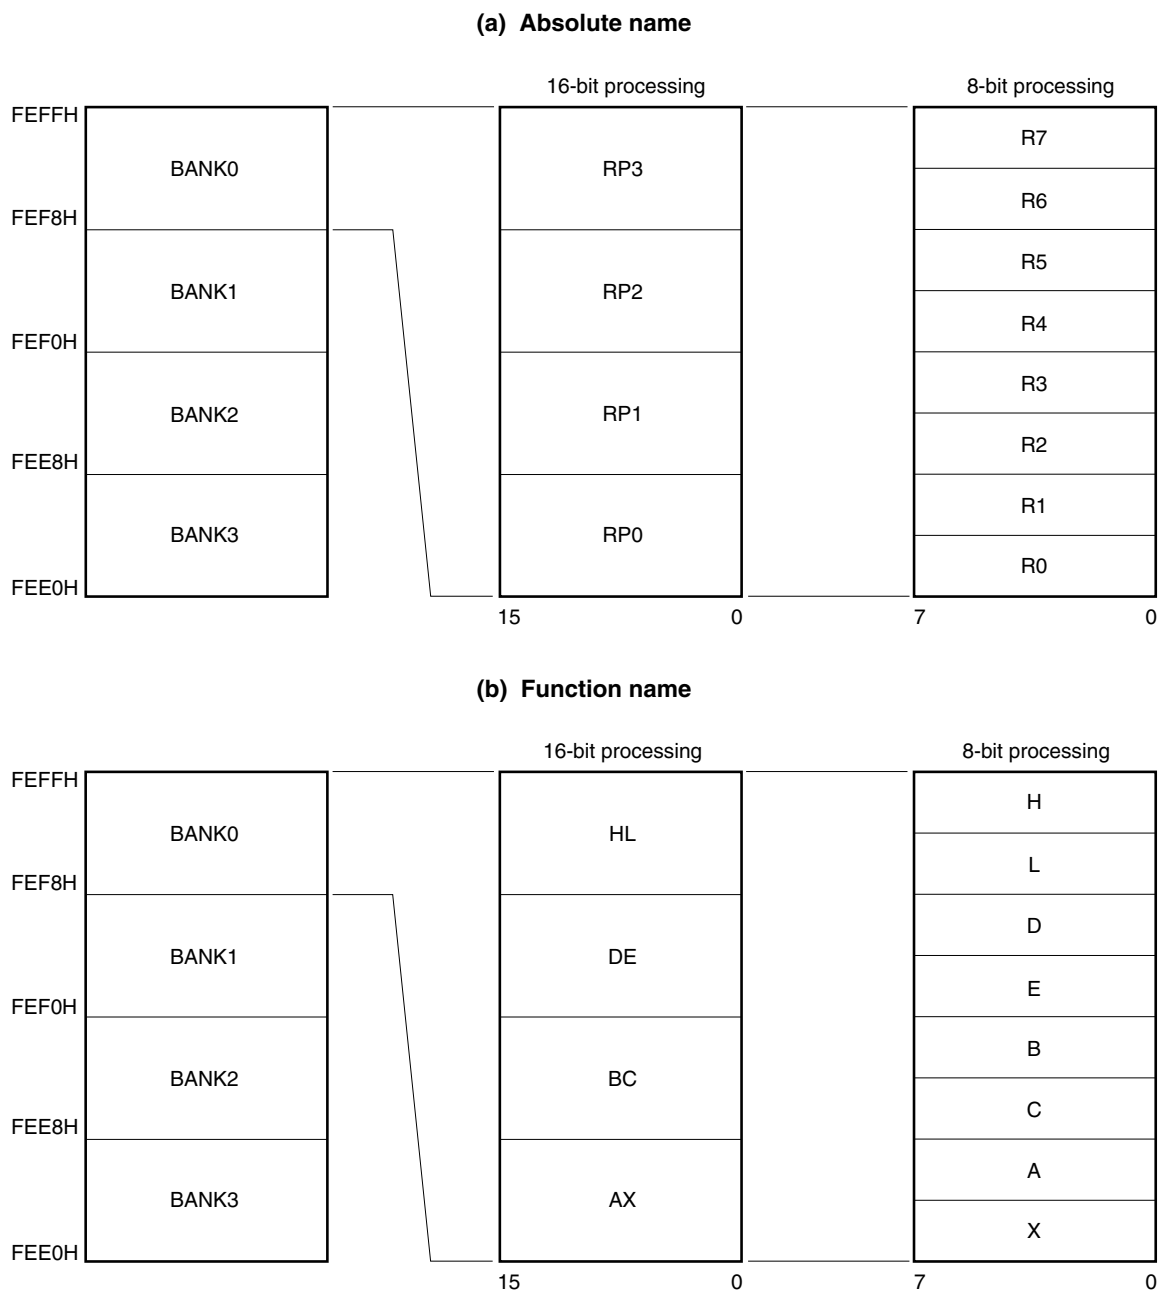 (a) Absolute name
16-bit processing 8-bit processing
FEFFH
BANK0 RP3 R7
R6
FEF8H
BANK1 RP2 R5
R4
FEF0H
BANK2 RP1 R3
R2
FEE8H
BANK3 RP0 R1
R0
FEE0H
15 0 7 0
(b) Function name
16-bit processing 8-bit processing
FEFFH
BANK0 HL H
L
FEF8H
BANK1 DE D
E
FEF0H
BANK2 BC B
C
FEE8H
BANK3 AX A
X
FEE0H
15 0 7 0